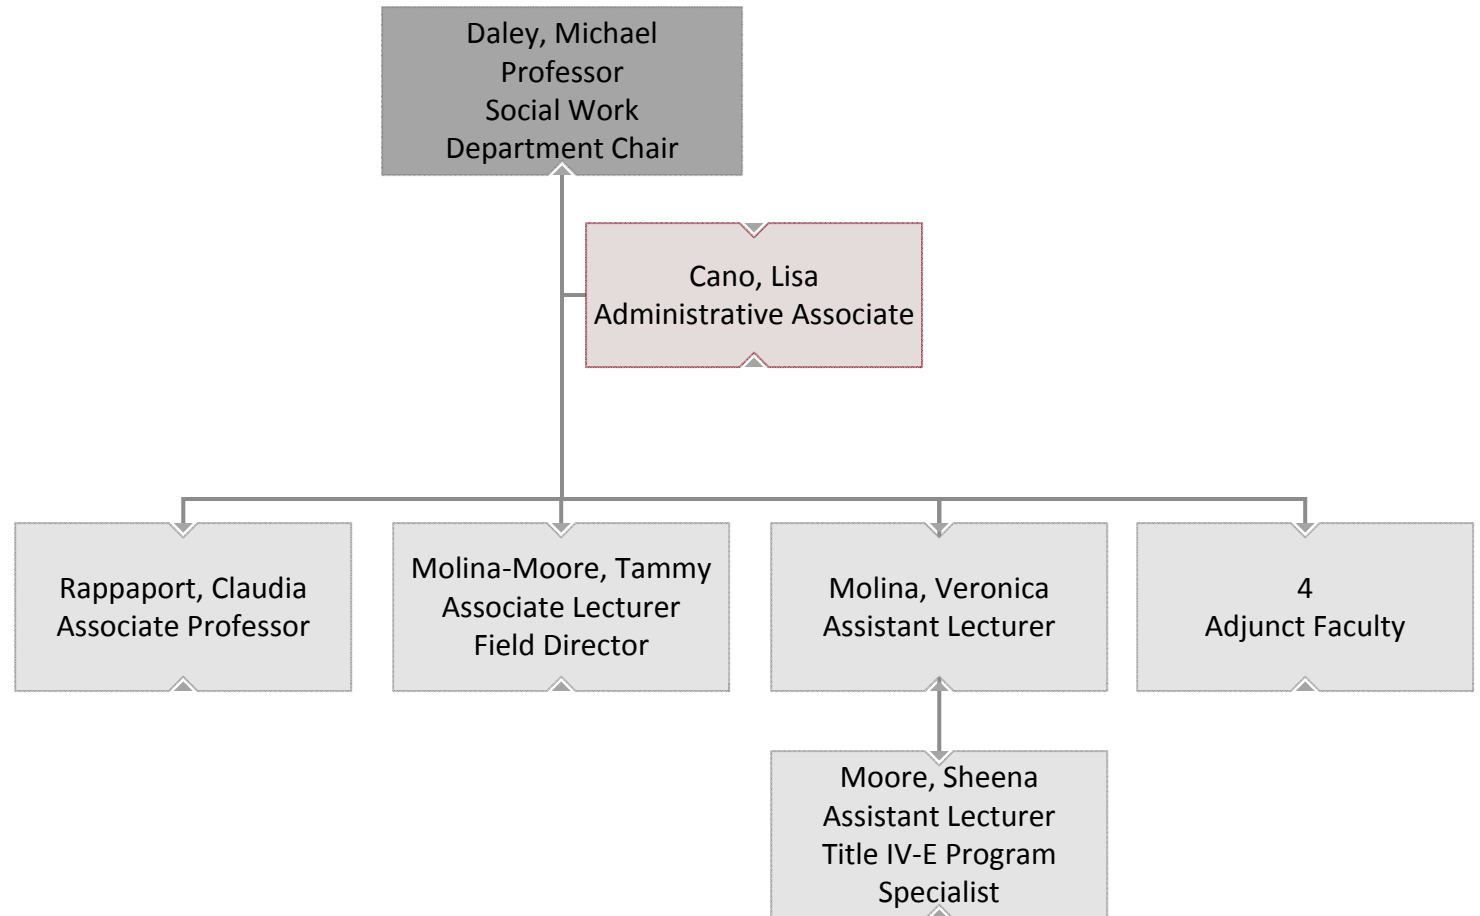 Daley, Michael
Professor
Social Work
Department Chair
Cano, Lisa
Administrative Associate
Rappaport, Claudia
Associate Professor
Molina-Moore, Tammy
Associate Lecturer
Field Director
Molina, Veronica
Assistant Lecturer
4
Adjunct Faculty
Moore, Sheena
Assistant Lecturer
Title IV-E Program
Specialist